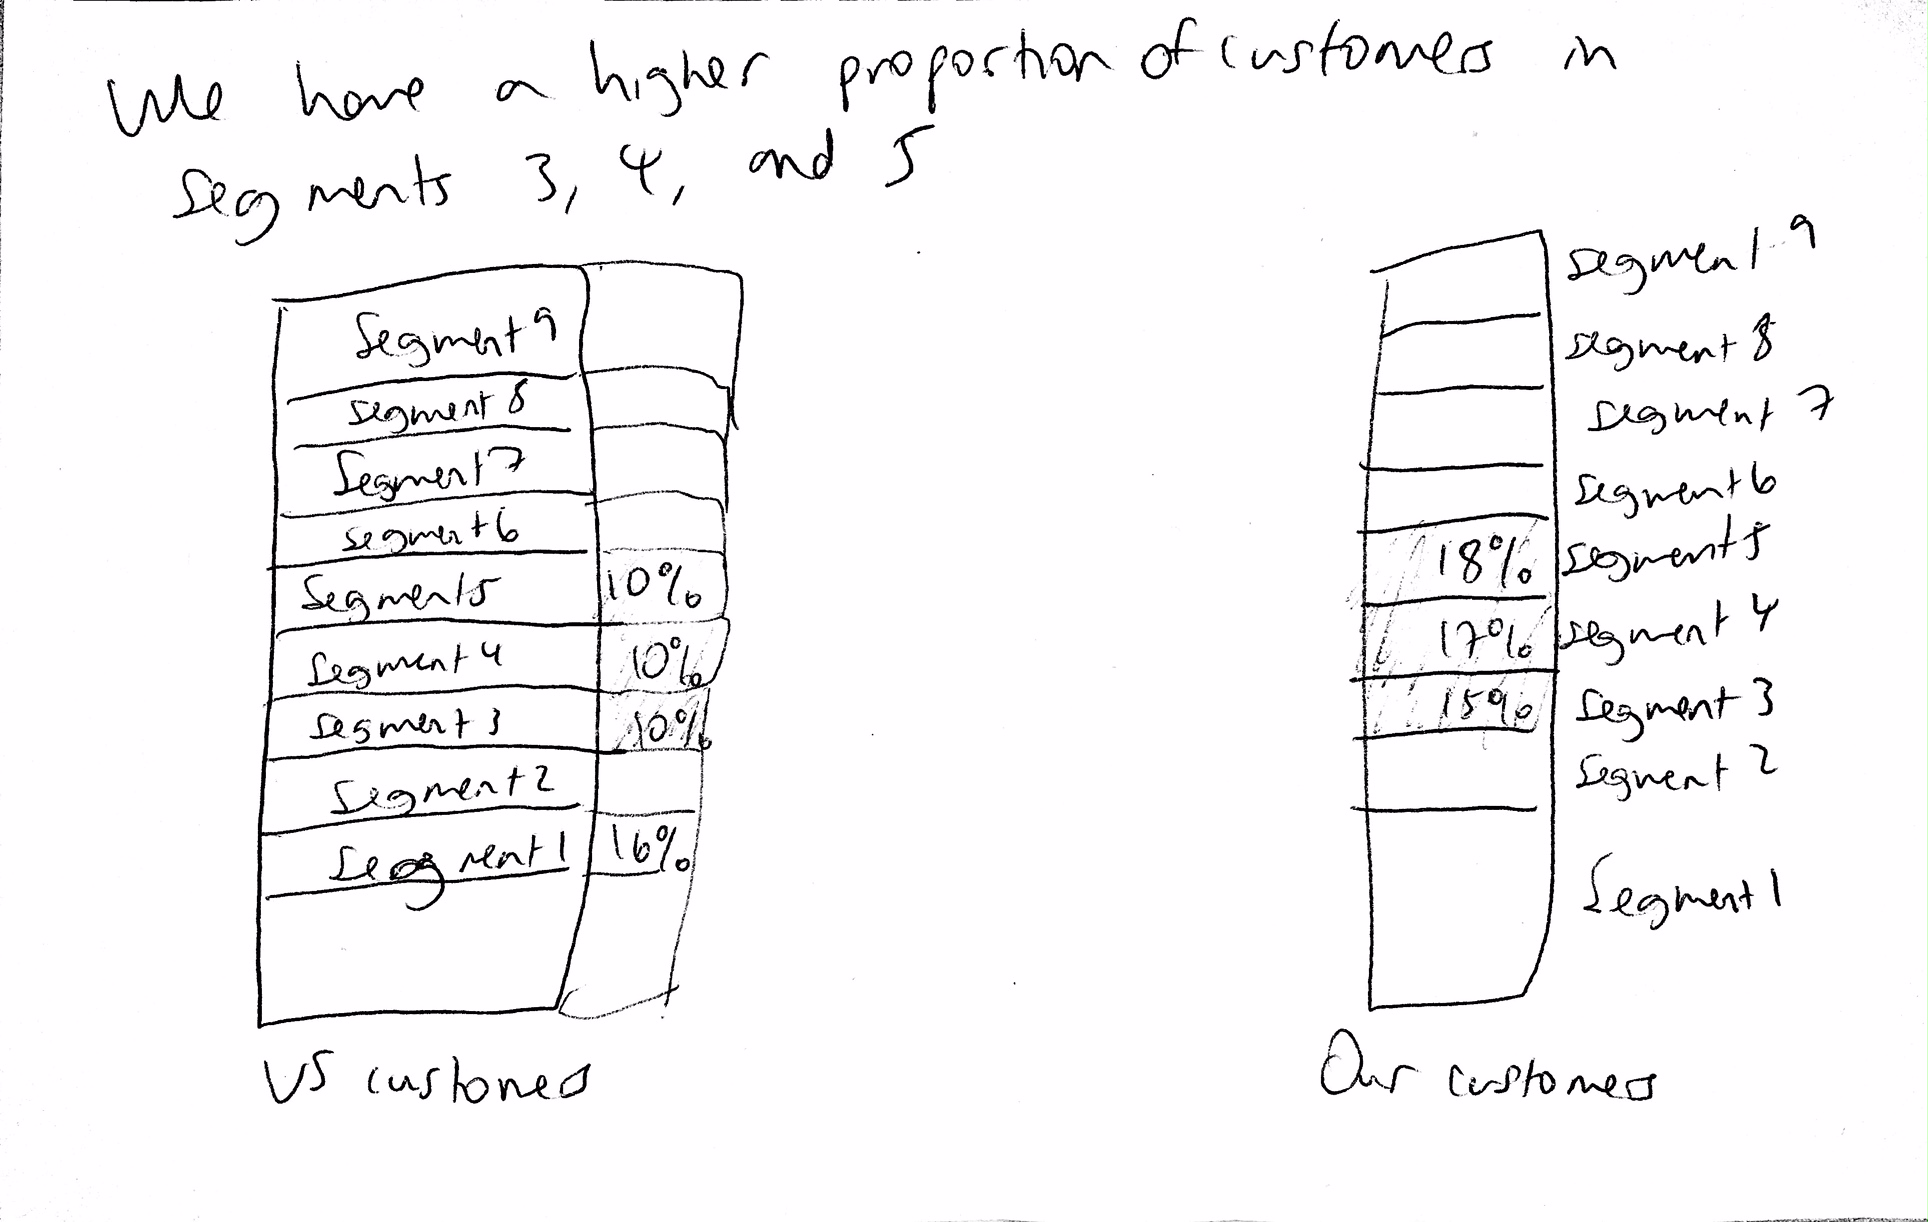 We have a higher proportion of customers in
segments 3, 4, and 5
Segment 9
segment 8
Segment 7
segment 6
Segment 5 10%
Segment 4 10%
Segment 3 10%
Segment 2
Segment 1 16%
US customers
Segment 9
segment 8
segment 7
Segment 6
18% Segment 5
17% segment 4
15% Segment 3
Segment 2
Segment 1
Our customers